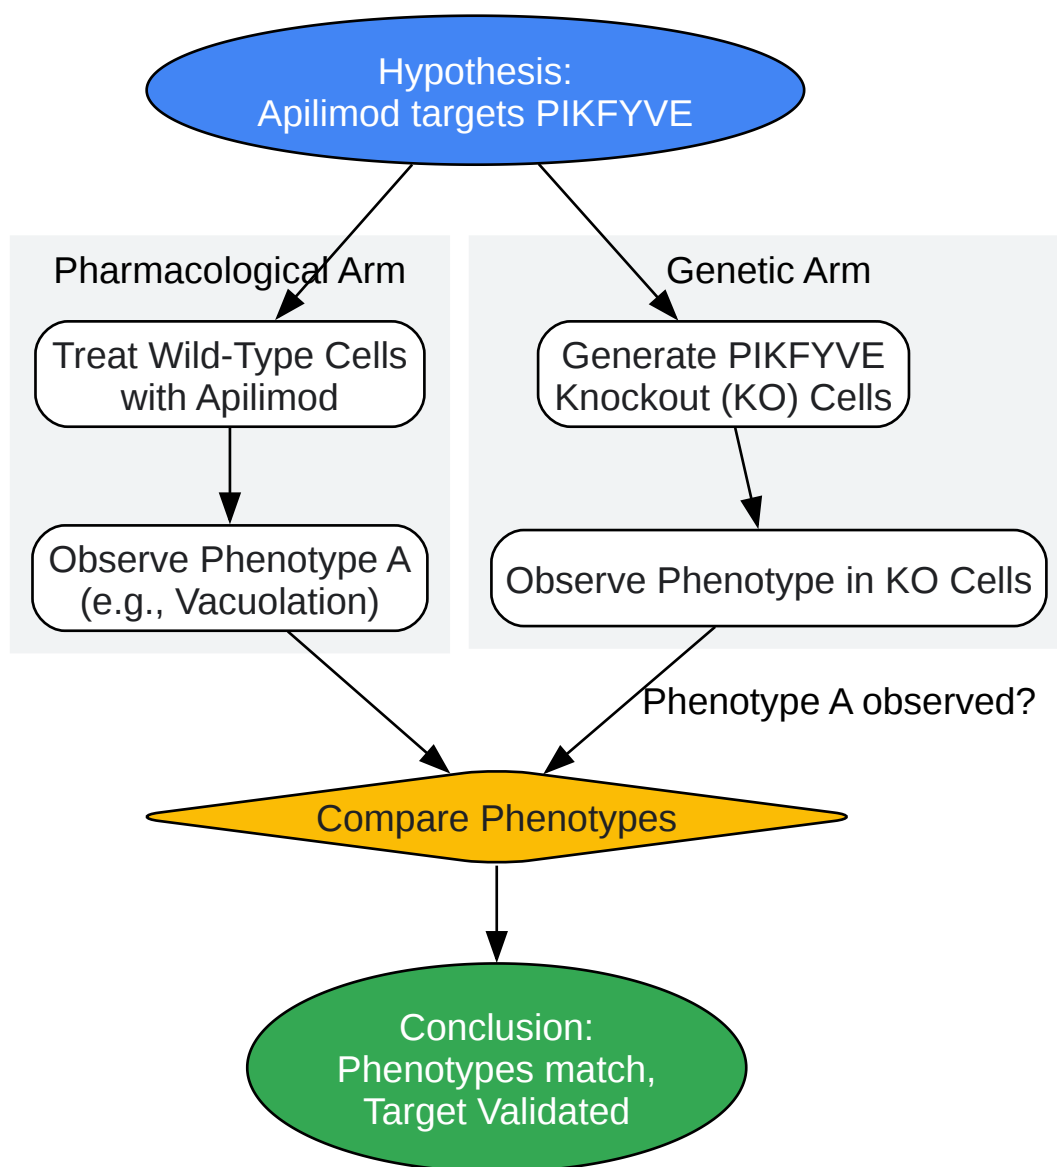 Hypothesis:
Apilimod targets PIKFYVE
Pharmacological Arm
Treat Wild-Type Cells
with Apilimod
Observe Phenotype A
(e.g., Vacuolation)
Genetic Arm
Generate PIKFYVE
Knockout (KO) Cells
Observe Phenotype in KO Cells
Phenotype A observed?
Compare Phenotypes
Conclusion:
Phenotypes match,
Target Validated